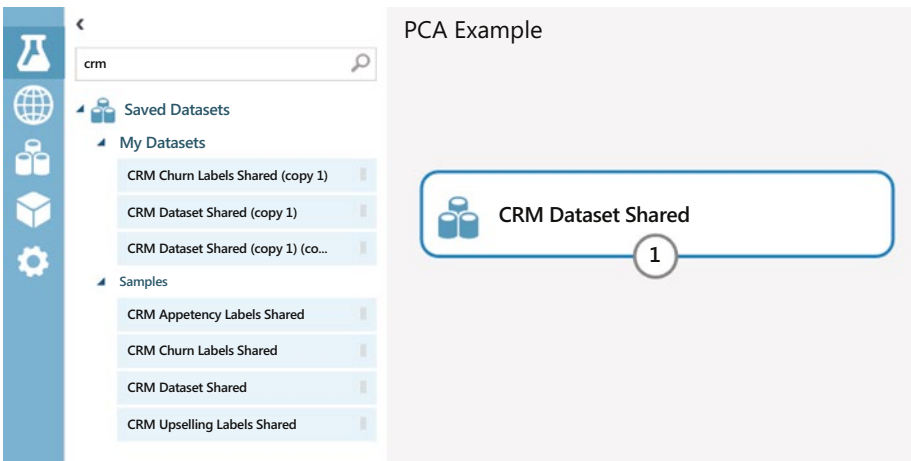 PCA Example
crm
Saved Datasets
My Datasets
CRM Churn Labels Shared (copy 1)
CRM Dataset Shared (copy 1)
CRM Dataset Shared (copy 1) (co...
Samples
CRM Appetency Labels Shared
CRM Churn Labels Shared
CRM Dataset Shared
CRM Upselling Labels Shared
CRM Dataset Shared
1